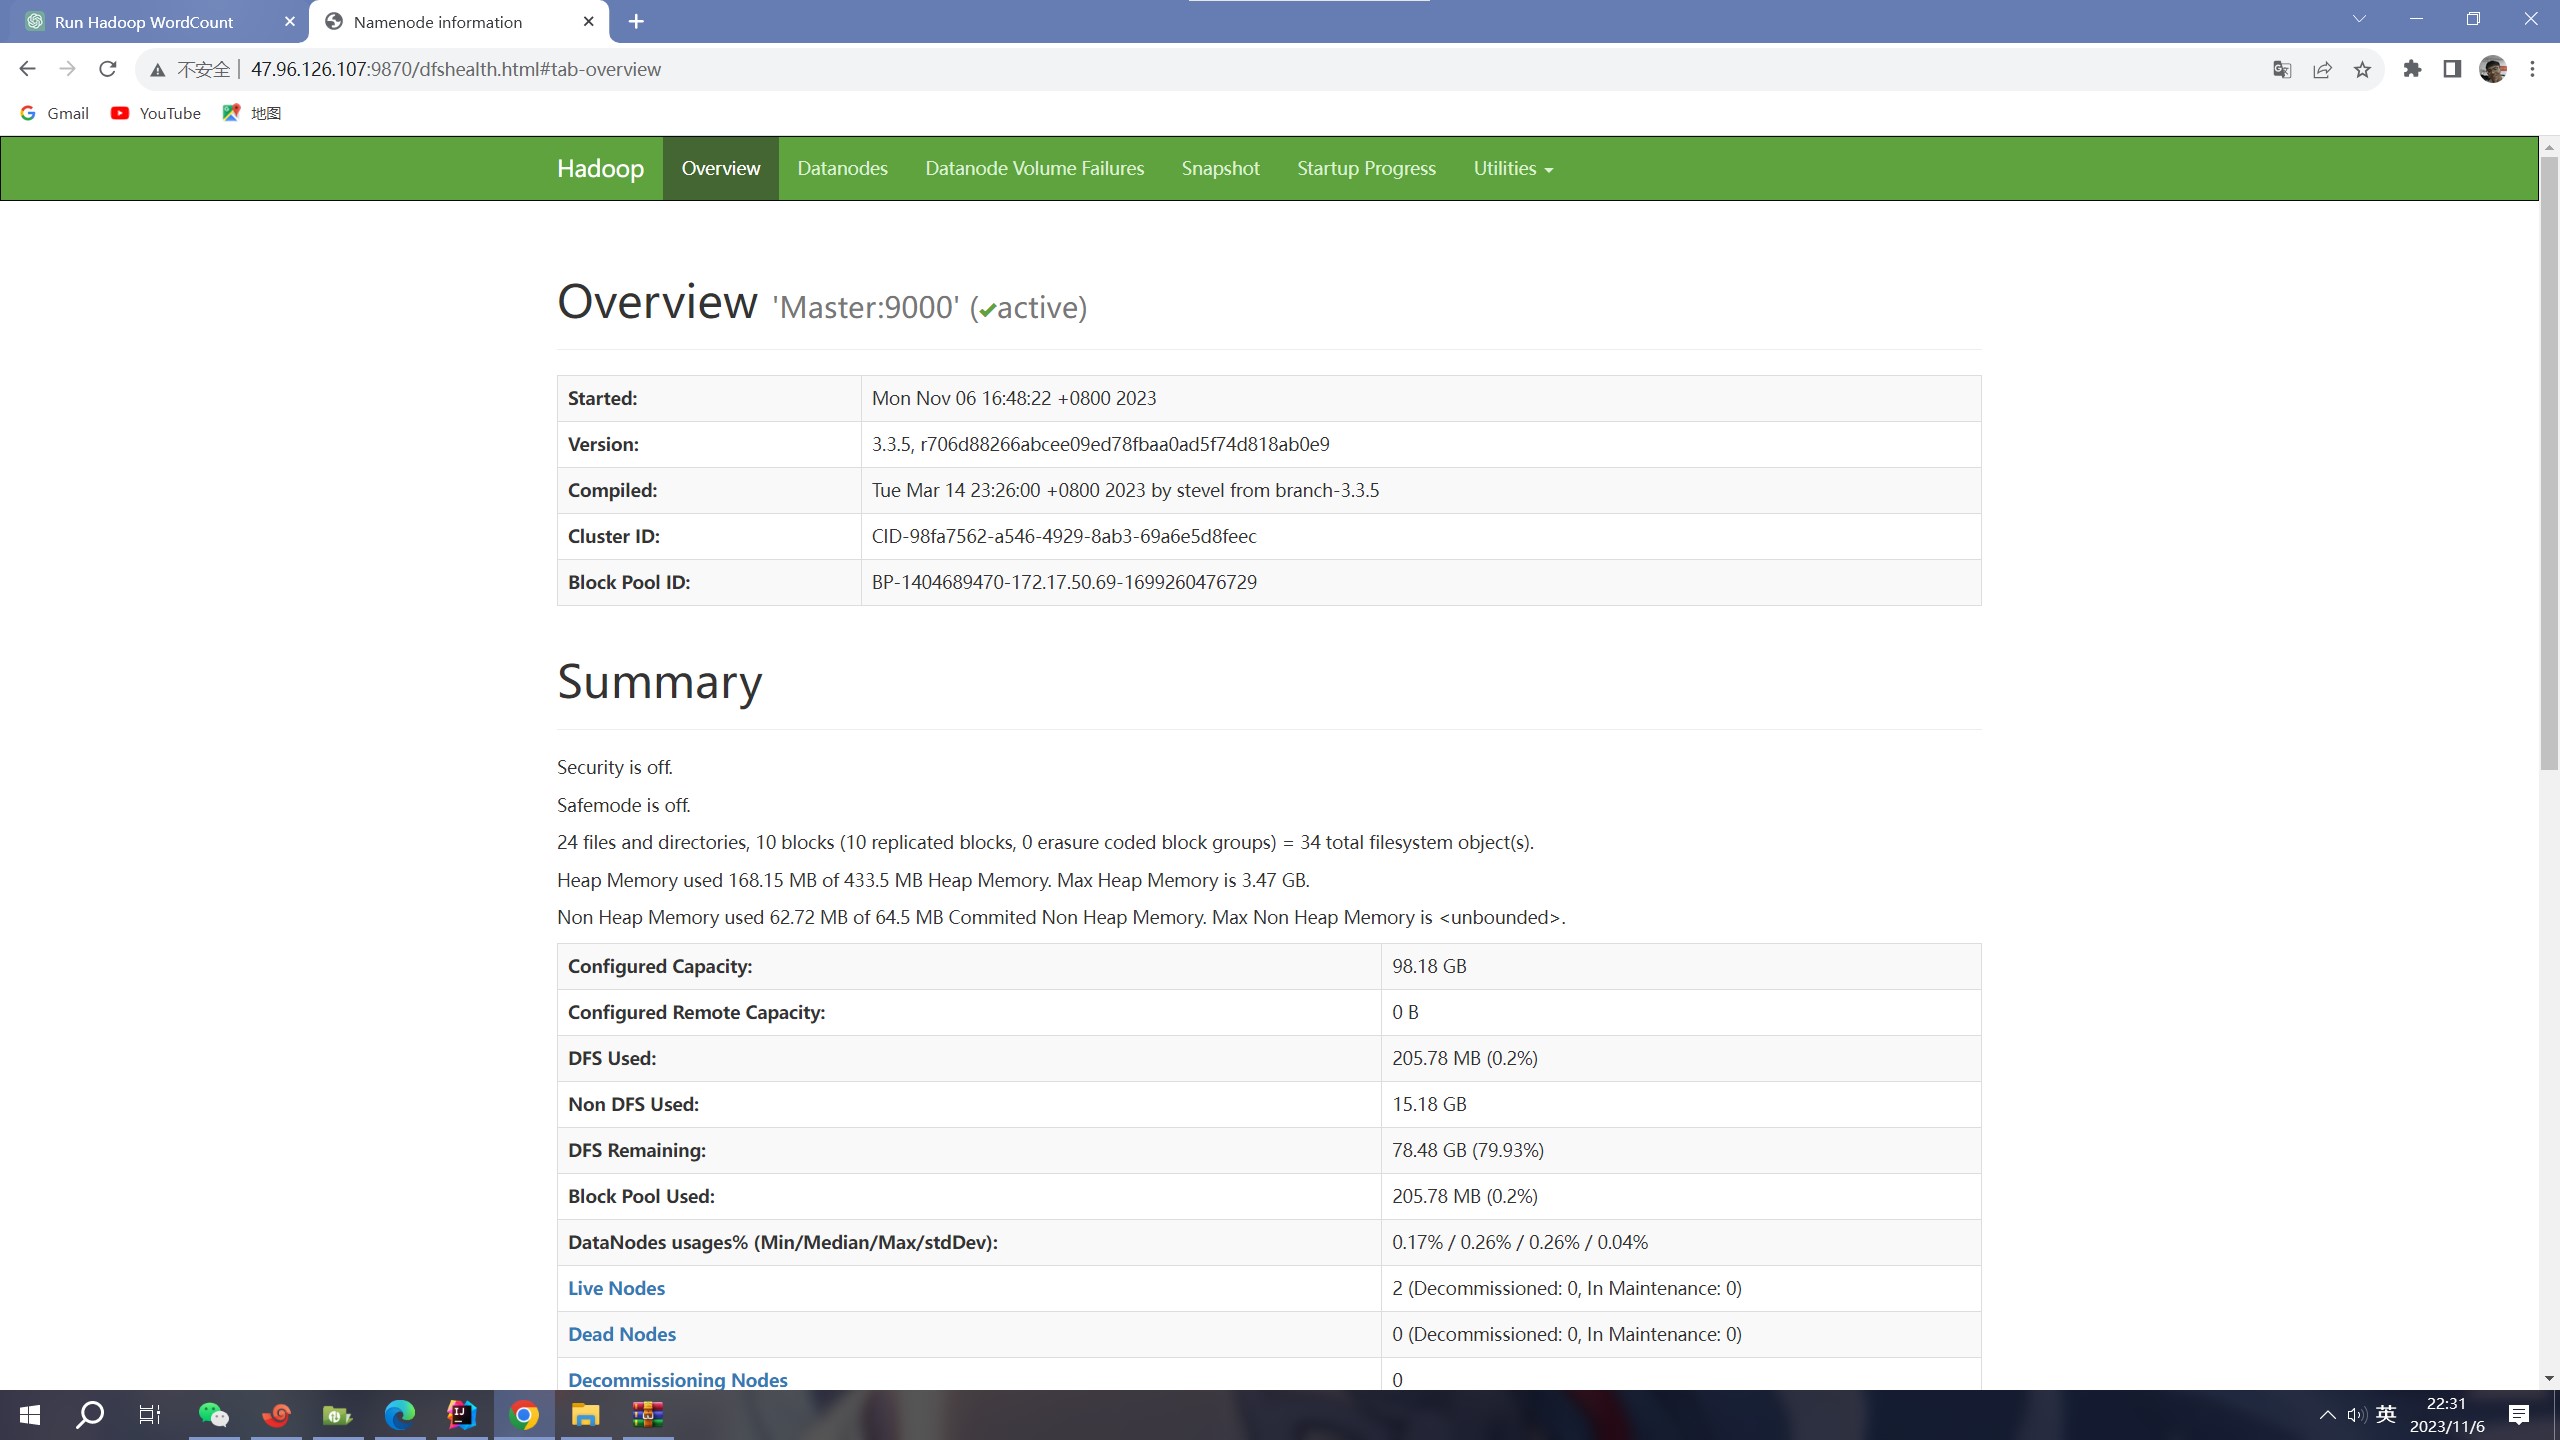 Run Hadoop WordCount
Namenode information
不安全 47.96.126.107:9870/dfshealth.html#tab-overview
Gmail YouTube 地图
Hadoop Overview Datanodes Datanode Volume Failures Snapshot Startup Progress Utilities
Overview 'Master:9000' (✔active)
Started: Mon Nov 06 16:48:22 +0800 2023
Version: 3.3.5, r706d88266abcee09ed78fbaa0ad5f74d818ab0e9
Compiled: Tue Mar 14 23:26:00 +0800 2023 by stevel from branch-3.3.5
Cluster ID: CID-98fa7562-a546-4929-8ab3-69a6e5d8feec
Block Pool ID: BP-1404689470-172.17.50.69-1699260476729
Summary
Security is off.
Safemode is off.
24 files and directories, 10 blocks (10 replicated blocks, 0 erasure coded block groups) = 34 total filesystem object(s).
Heap Memory used 168.15 MB of 433.5 MB Heap Memory. Max Heap Memory is 3.47 GB.
Non Heap Memory used 62.72 MB of 64.5 MB Commited Non Heap Memory. Max Non Heap Memory is <unbounded>.
Configured Capacity: 98.18 GB
Configured Remote Capacity: 0 B
DFS Used: 205.78 MB (0.2%)
Non DFS Used: 15.18 GB
DFS Remaining: 78.48 GB (79.93%)
Block Pool Used: 205.78 MB (0.2%)
DataNodes usages% (Min/Median/Max/stdDev): 0.17% / 0.26% / 0.26% / 0.04%
Live Nodes 2 (Decommissioned: 0, In Maintenance: 0)
Dead Nodes 0 (Decommissioned: 0, In Maintenance: 0)
Decommissioning Nodes 0
英 22:31
2023/11/6